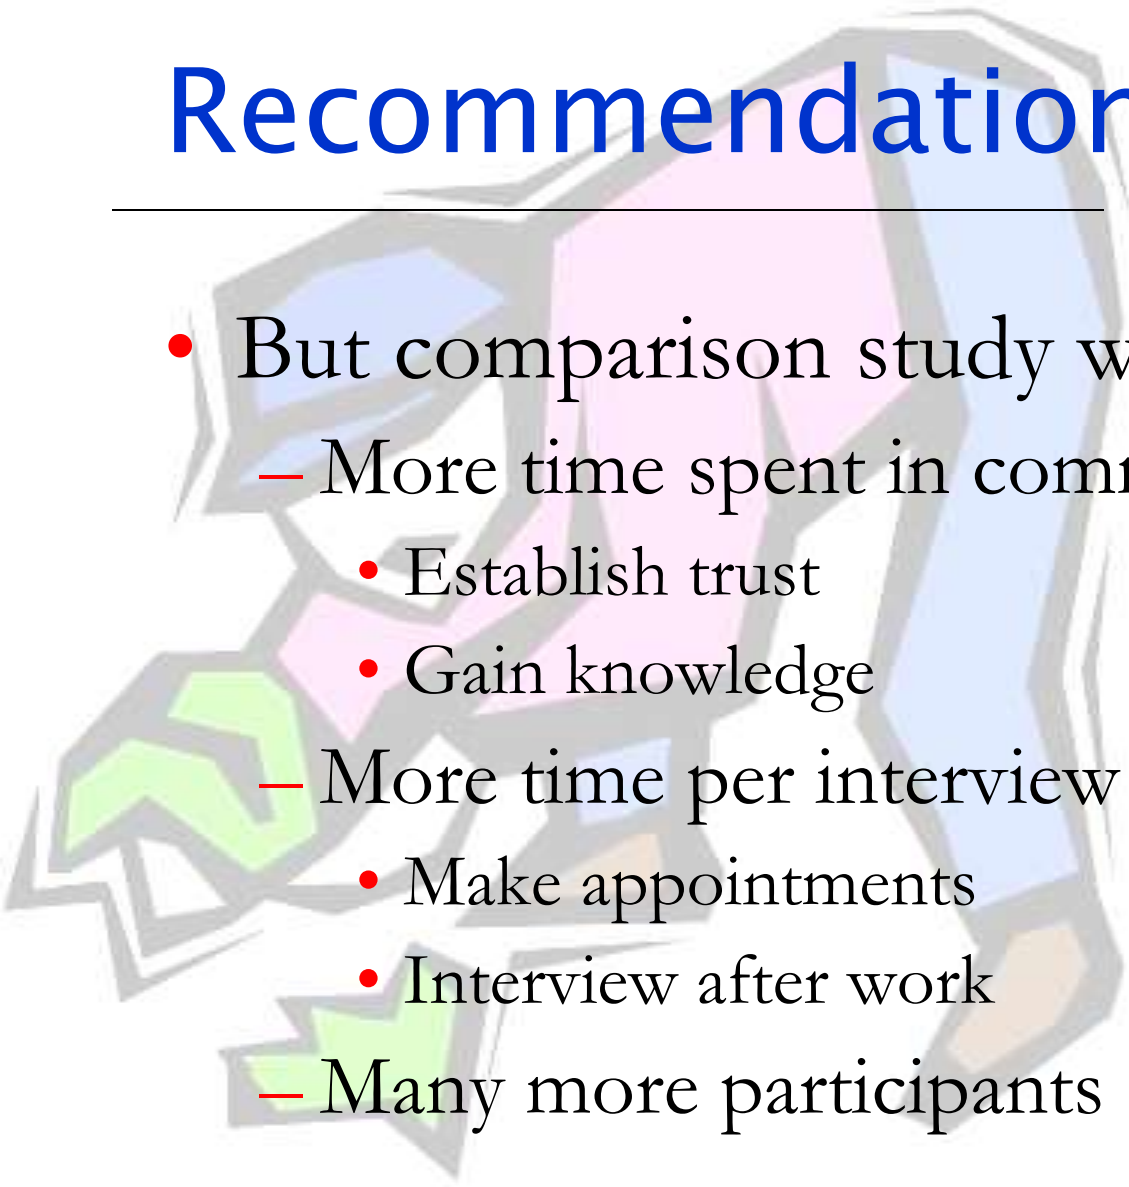 Recommendation
• But comparison study w
– More time spent in com
• Establish trust
• Gain knowledge
– More time per interview
• Make appointments
• Interview after work
– Many more participants